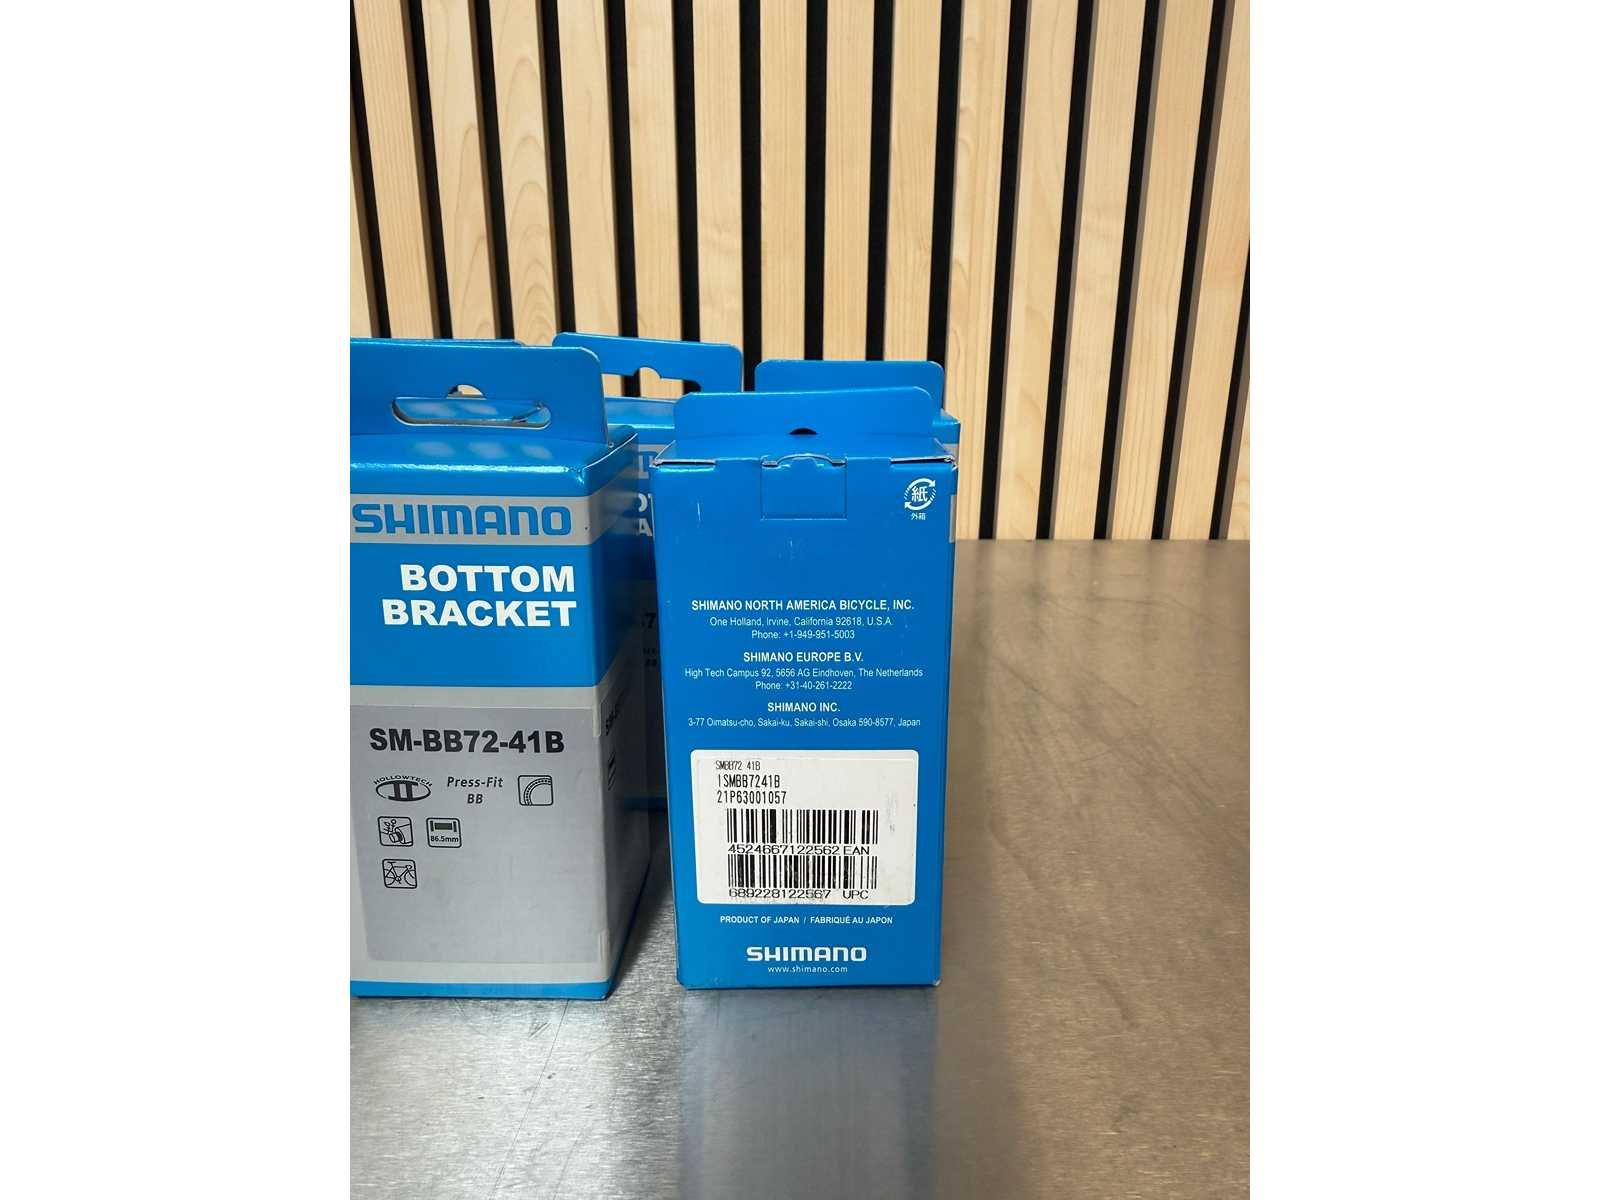 SHIMANO
BOTTOM
BRACKET
SM-BB72-41B
HOLLOWTECH
II
Press-Fit
BB
86.5mm
紙
外箱
SHIMANO NORTH AMERICA BICYCLE, INC.
One Holland, Irvine, California 92618, U.S.A.
Phone: +1-949-951-5003
SHIMANO EUROPE B.V.
High Tech Campus 92, 5656 AG Eindhoven, The Netherlands
Phone: +31-40-261-2222
SHIMANO INC.
3-77 Oimatsu-cho, Sakai-ku, Sakai-shi, Osaka 590-8577, Japan
SMBB72 41B
1SMBB7241B
21P63001057
4524667122562 EAN
689228122567 UPC
PRODUCT OF JAPAN / FABRIQUÉ AU JAPON
SHIMANO
www.shimano.com